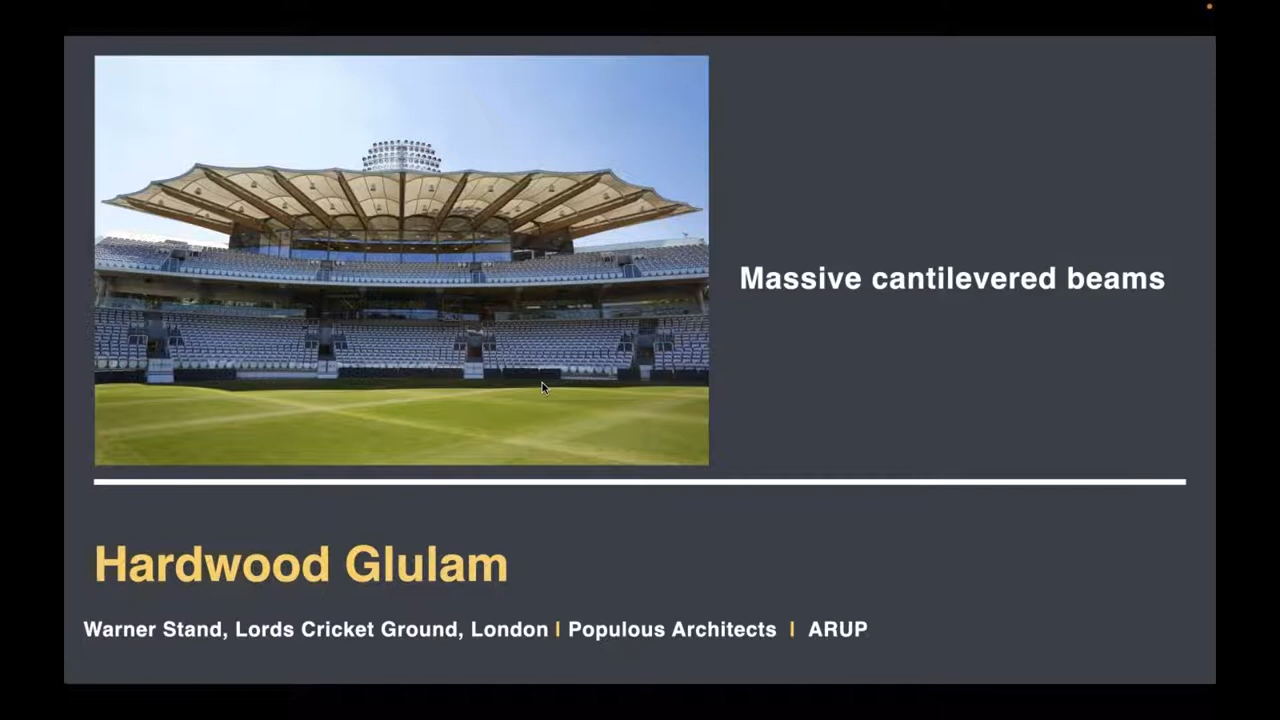 Massive cantilevered beams
Hardwood Glulam
Warner Stand, Lords Cricket Ground, London I Populous Architects I ARUP